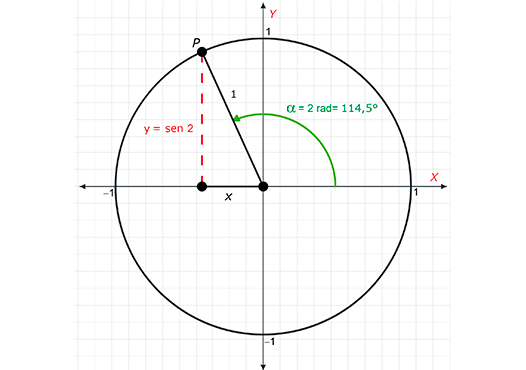 Y
1
P
1
α = 2 rad= 114,5°
y = sen 2
X
−1
x
1
−1